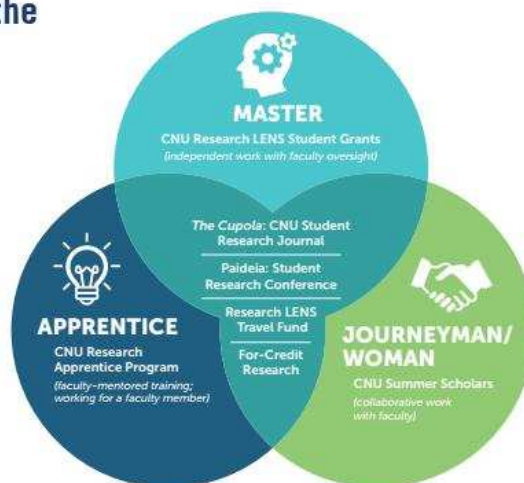 the
MASTER
CNU Research LENS Student Grants
(independent work with faculty oversight)
The Cupola: CNU Student
Research Journal
Paideia: Student
Research Conference
Research LENS
Travel Fund
For-Credit
Research
APPRENTICE
CNU Research
Apprentice Program
(faculty-mentored training;
working for a faculty member)
JOURNEYMAN/
WOMAN
CNU Summer Scholars
(collaborative work
with faculty)